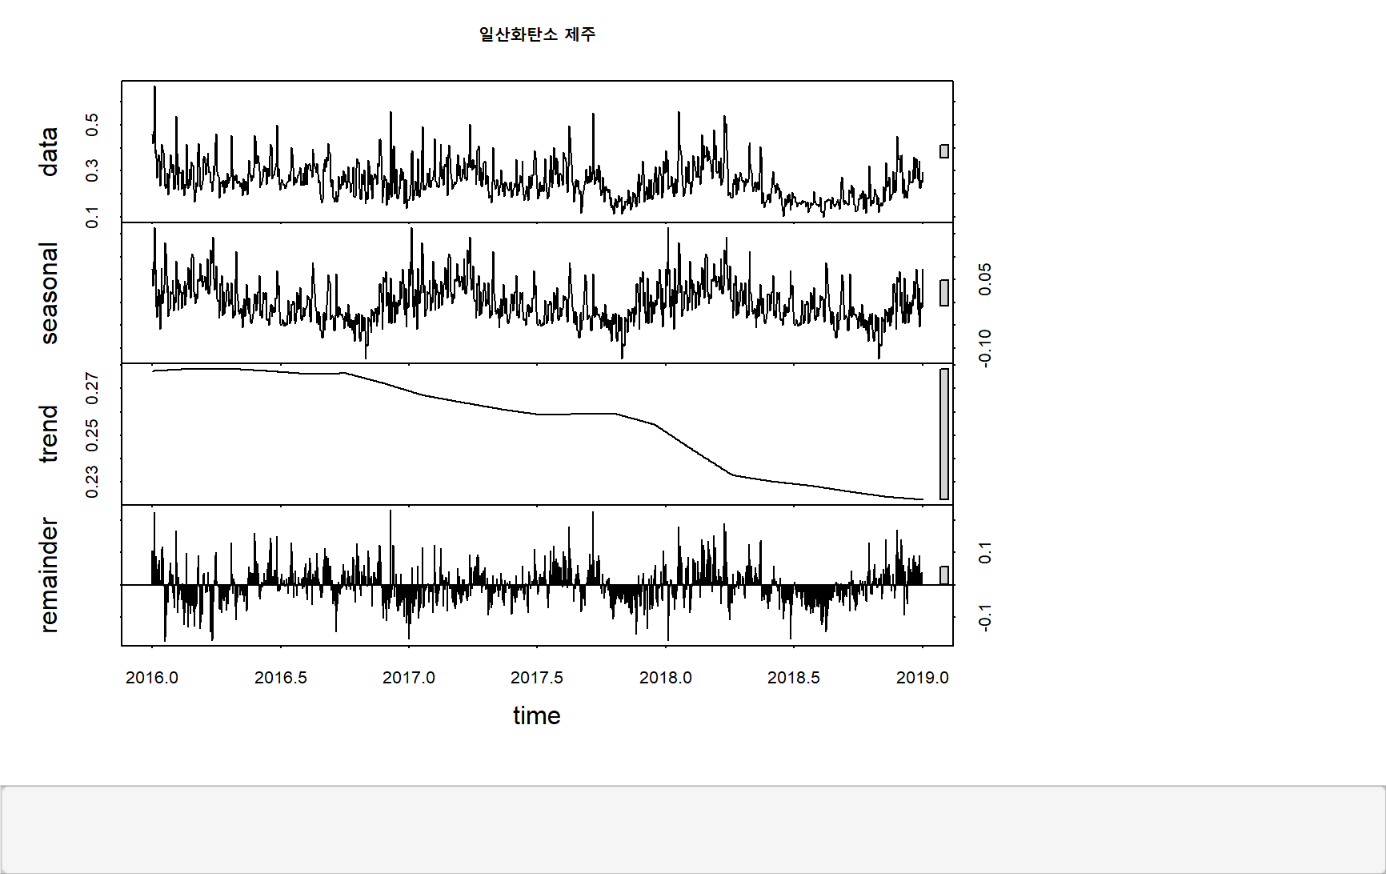 일산화탄소 제주
data
0.1 0.3 0.5
seasonal
-0.10 0.05
trend
0.23 0.25 0.27
remainder
-0.1 0.1
2016.0 2016.5 2017.0 2017.5 2018.0 2018.5 2019.0
time